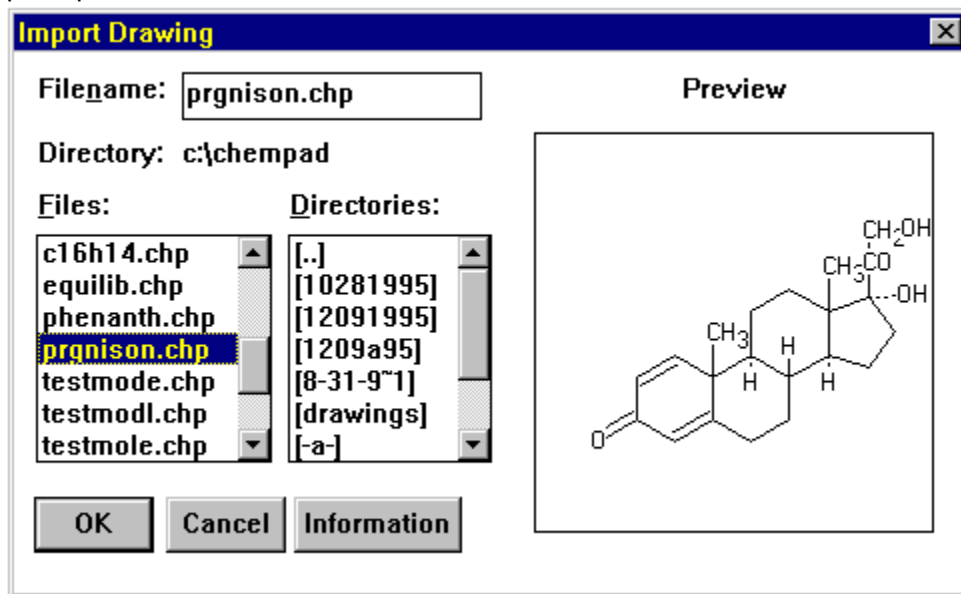 Import Drawing
Filename: prgnison.chp
Preview
Directory: c:\chempad
Files:
Directories:
c16h14.chp
equilib.chp
phenanth.chp
prgnison.chp
testmode.chp
testmodl.chp
testmole.chp
[..]
[10281995]
[12091995]
[1209a95]
[8-31-9~1]
[drawings]
[-a-]
CH2OH
CH3 CO
OH
CH3
H
H
H
O
OK
Cancel
Information